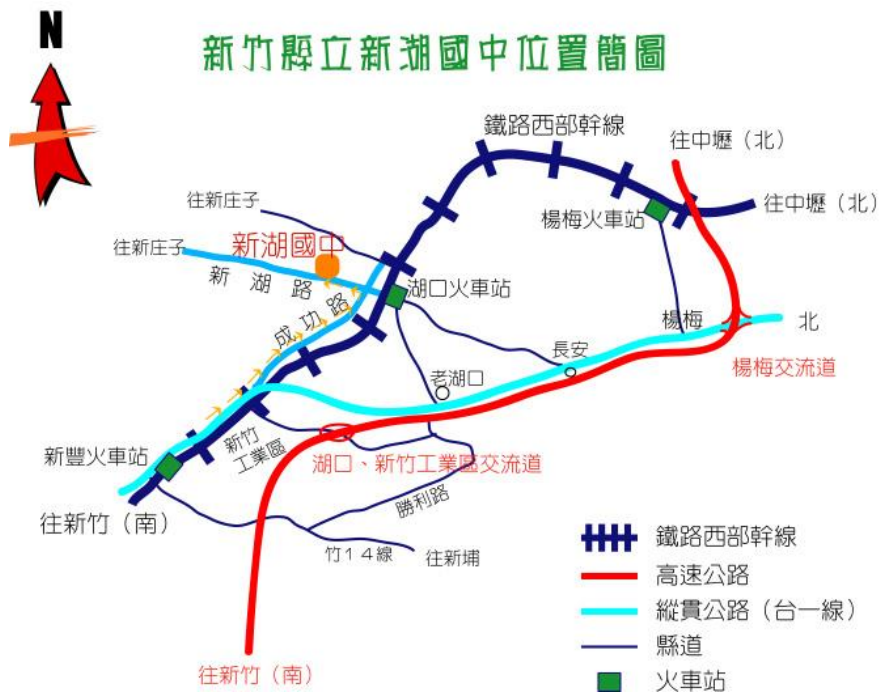 N
新竹縣立新湖國中位置簡圖
鐵路西部幹線
往中壢（北）
往新庄子
楊梅火車站
往中壢（北）
往新庄子
新湖國中
新湖路
湖口火車站
成功路
楊梅
北
長安
楊梅交流道
老湖口
新竹
工業區
新豐火車站
湖口、新竹工業區交流道
勝利路
往新竹（南）
竹14線
往新埔
往新竹（南）
鐵路西部幹線
高速公路
縱貫公路（台一線）
縣道
火車站